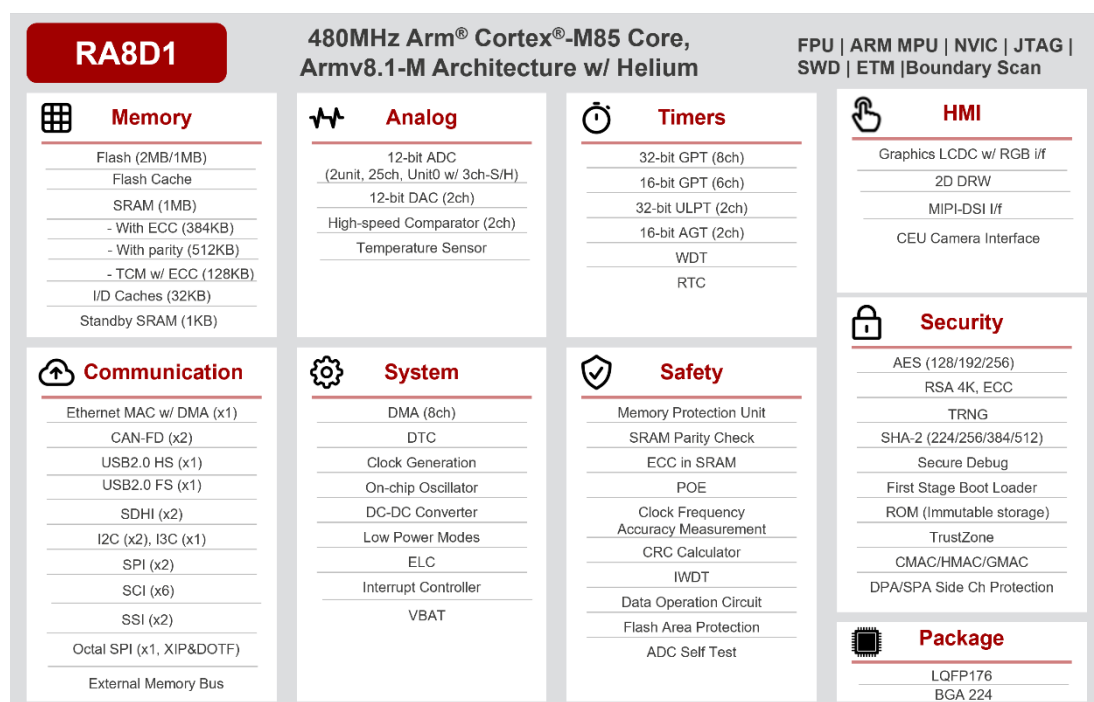 RA8D1
480MHz Arm® Cortex®-M85 Core,
Armv8.1-M Architecture w/ Helium
FPU | ARM MPU | NVIC | JTAG |
SWD | ETM |Boundary Scan
Memory
Flash (2MB/1MB)
Flash Cache
SRAM (1MB)
- With ECC (384KB)
- With parity (512KB)
- TCM w/ ECC (128KB)
I/D Caches (32KB)
Standby SRAM (1KB)
Analog
12-bit ADC
(2unit, 25ch, Unit0 w/ 3ch-S/H)
12-bit DAC (2ch)
High-speed Comparator (2ch)
Temperature Sensor
Timers
32-bit GPT (8ch)
16-bit GPT (6ch)
32-bit ULPT (2ch)
16-bit AGT (2ch)
WDT
RTC
HMI
Graphics LCDC w/ RGB i/f
2D DRW
MIPI-DSI I/f
CEU Camera Interface
Communication
Ethernet MAC w/ DMA (x1)
CAN-FD (x2)
USB2.0 HS (x1)
USB2.0 FS (x1)
SDHI (x2)
I2C (x2), I3C (x1)
SPI (x2)
SCI (x6)
SSI (x2)
Octal SPI (x1, XIP&DOTF)
External Memory Bus
System
DMA (8ch)
DTC
Clock Generation
On-chip Oscillator
DC-DC Converter
Low Power Modes
ELC
Interrupt Controller
VBAT
Safety
Memory Protection Unit
SRAM Parity Check
ECC in SRAM
POE
Clock Frequency
Accuracy Measurement
CRC Calculator
IWDT
Data Operation Circuit
Flash Area Protection
ADC Self Test
Security
AES (128/192/256)
RSA 4K, ECC
TRNG
SHA-2 (224/256/384/512)
Secure Debug
First Stage Boot Loader
ROM (Immutable storage)
TrustZone
CMAC/HMAC/GMAC
DPA/SPA Side Ch Protection
Package
LQFP176
BGA 224